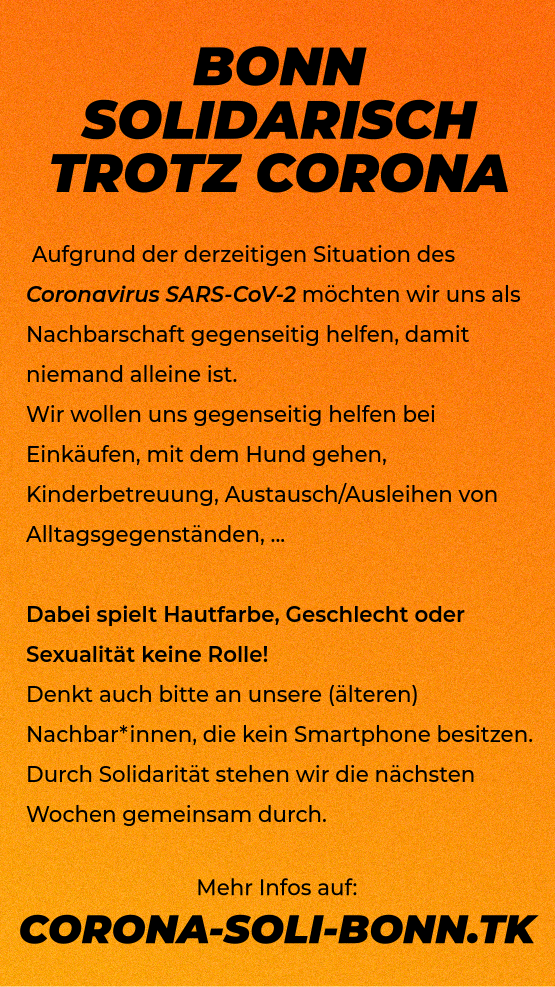 BONN
SOLIDARISCH
TROTZ CORONA
Aufgrund der derzeitigen Situation des
Coronavirus SARS-CoV-2 möchten wir uns als
Nachbarschaft gegenseitig helfen, damit
niemand alleine ist.
Wir wollen uns gegenseitig helfen bei
Einkäufen, mit dem Hund gehen,
Kinderbetreuung, Austausch/Ausleihen von
Alltagsgegenständen, ...
Dabei spielt Hautfarbe, Geschlecht oder
Sexualität keine Rolle!
Denkt auch bitte an unsere (älteren)
Nachbar*innen, die kein Smartphone besitzen.
Durch Solidarität stehen wir die nächsten
Wochen gemeinsam durch.
Mehr Infos auf:
CORONA-SOLI-BONN.TK